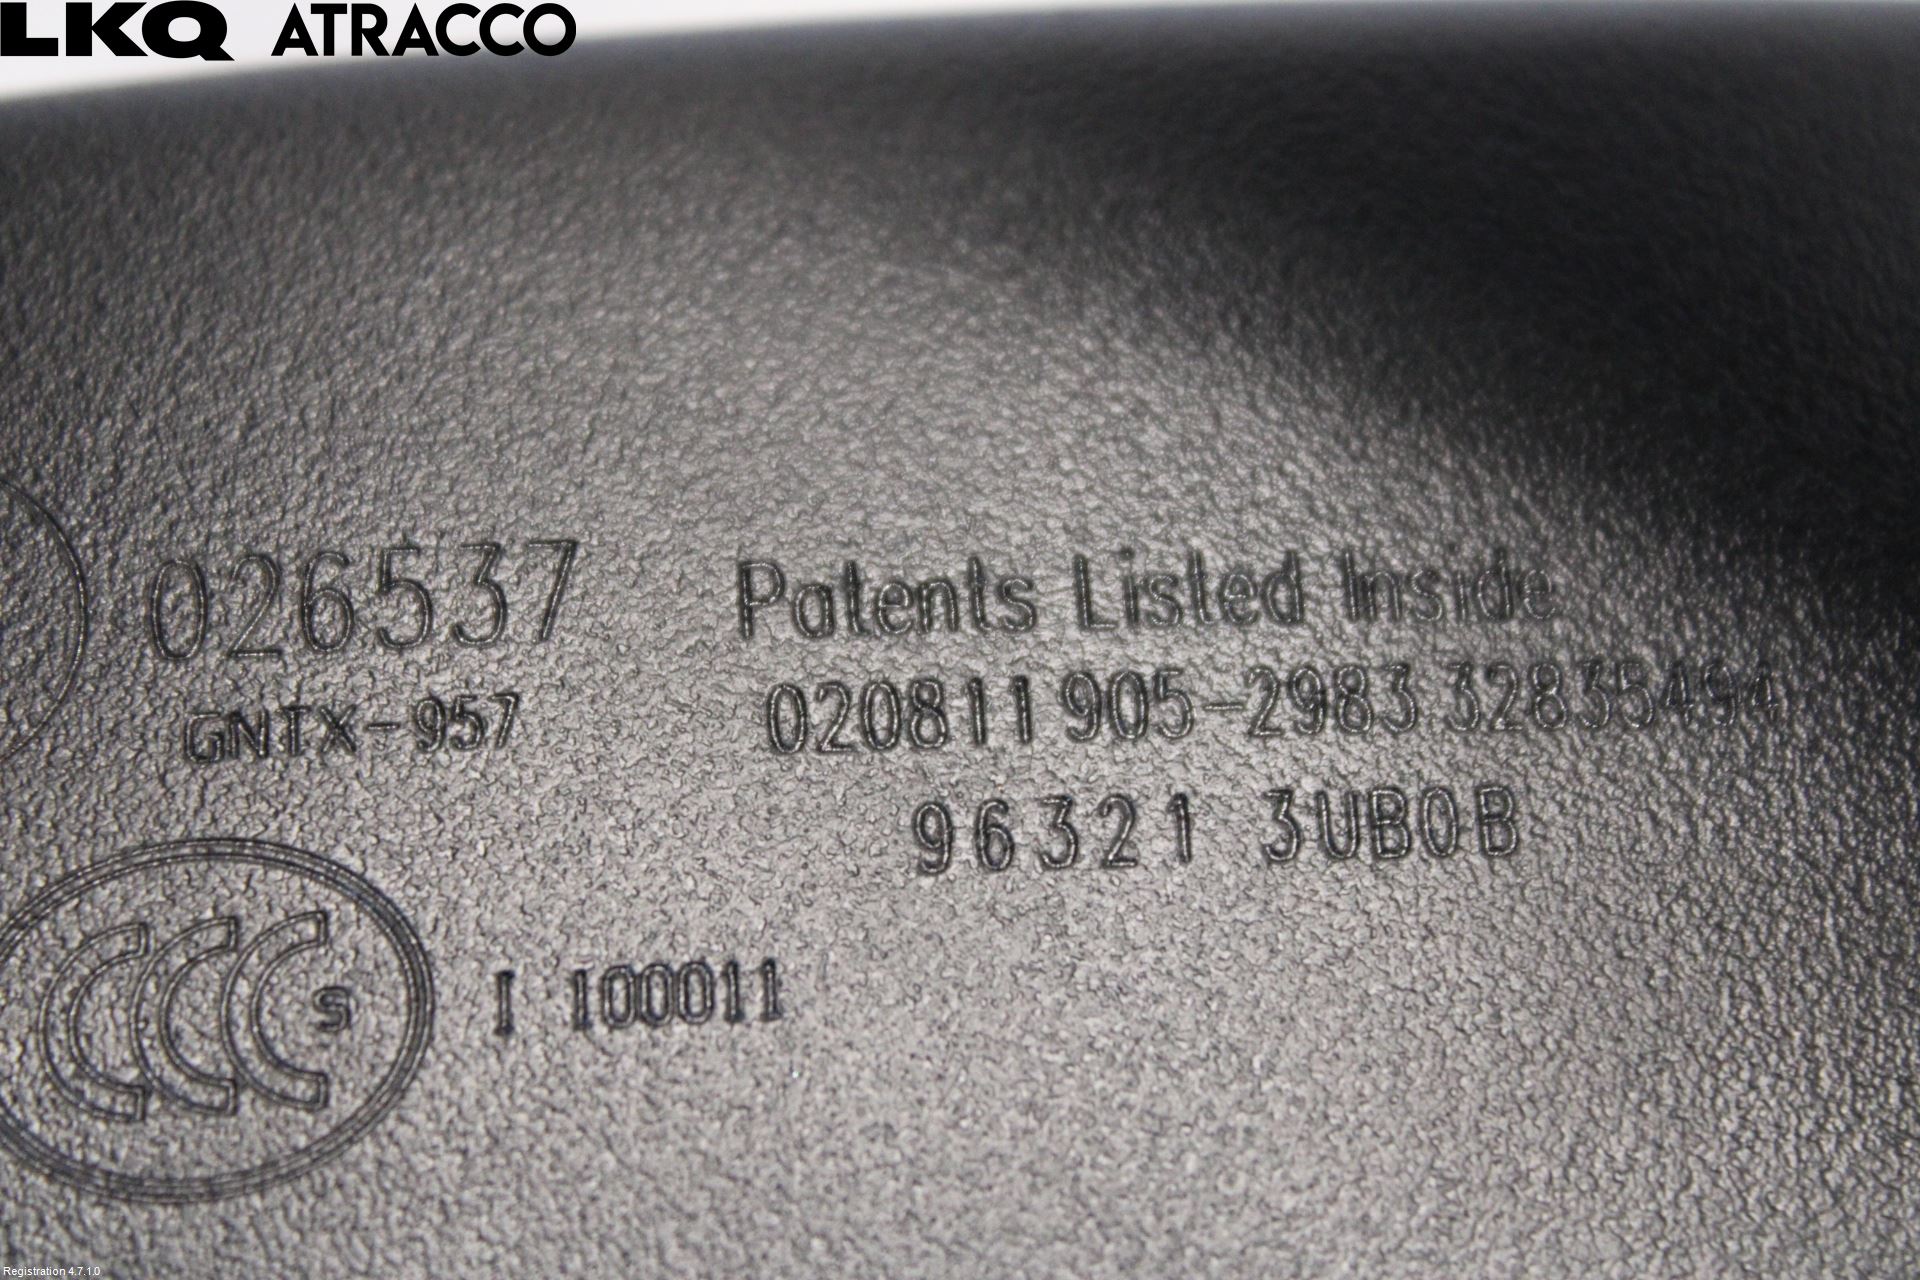 LKQ ATRACCO
026537 Patents Listed Inside
GNTX-957 020811905-2983 32835494
96321 3UB0B
CCC S I 100011
Registration 4.7.1.0